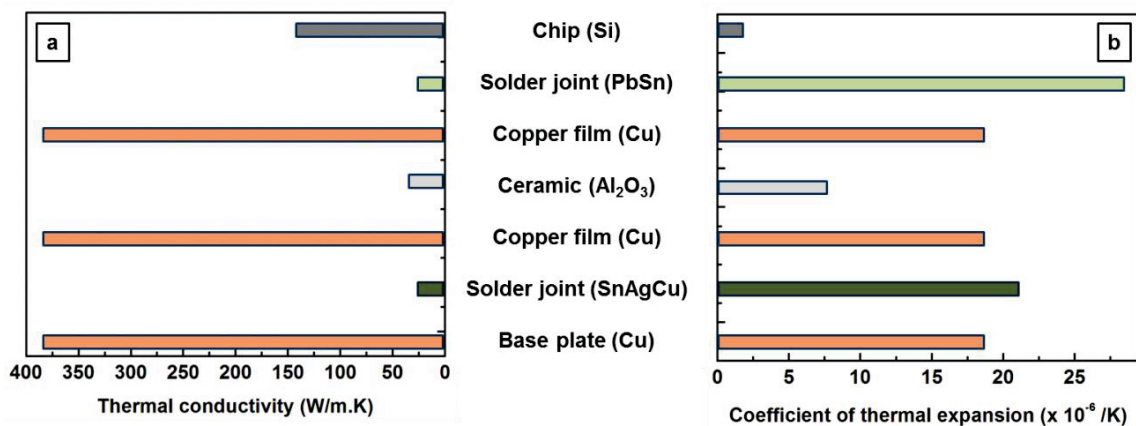 a
b
Chip (Si)
Solder joint (PbSn)
Copper film (Cu)
Ceramic (Al₂O₃)
Copper film (Cu)
Solder joint (SnAgCu)
Base plate (Cu)
400 350 300 250 200 150 100 50 0
Thermal conductivity (W/m.K)
0 5 10 15 20 25
Coefficient of thermal expansion (x 10⁻⁶ /K)